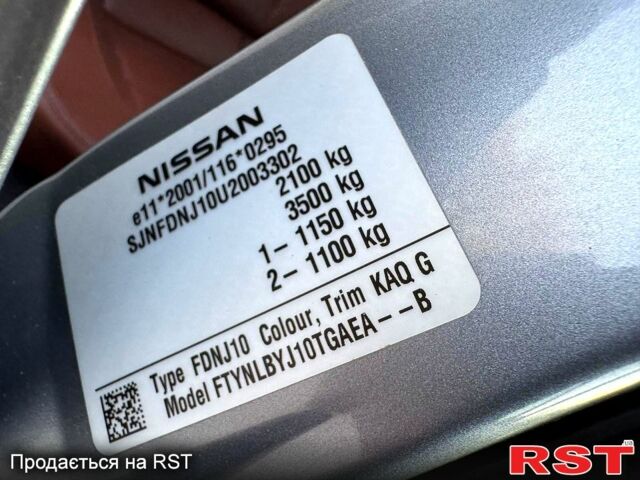 NISSAN
e11*2001/116*0295
SJNFDNJ10U2003302
2100 kg
3500 kg
1– 1150 kg
2– 1100 kg
Type FDNJ10 Colour, Trim KAQ G
Model FTYNLBYJ10TGAEA – –B
Продається на RST
RST